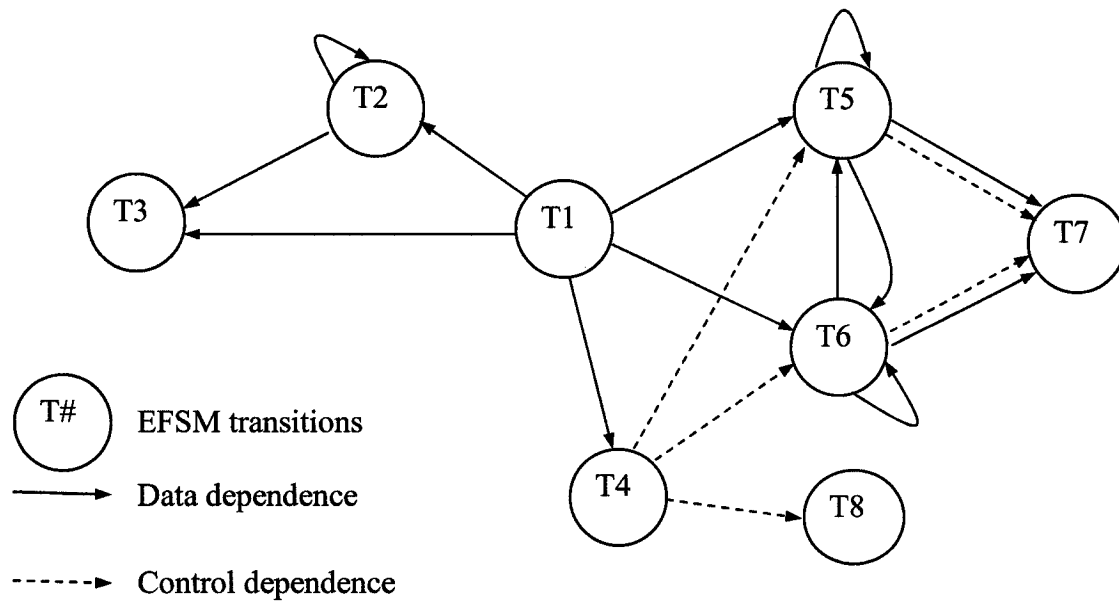 T2
T5
T3
T1
T7
T6
T# EFSM transitions
T4
T8
Data dependence
Control dependence